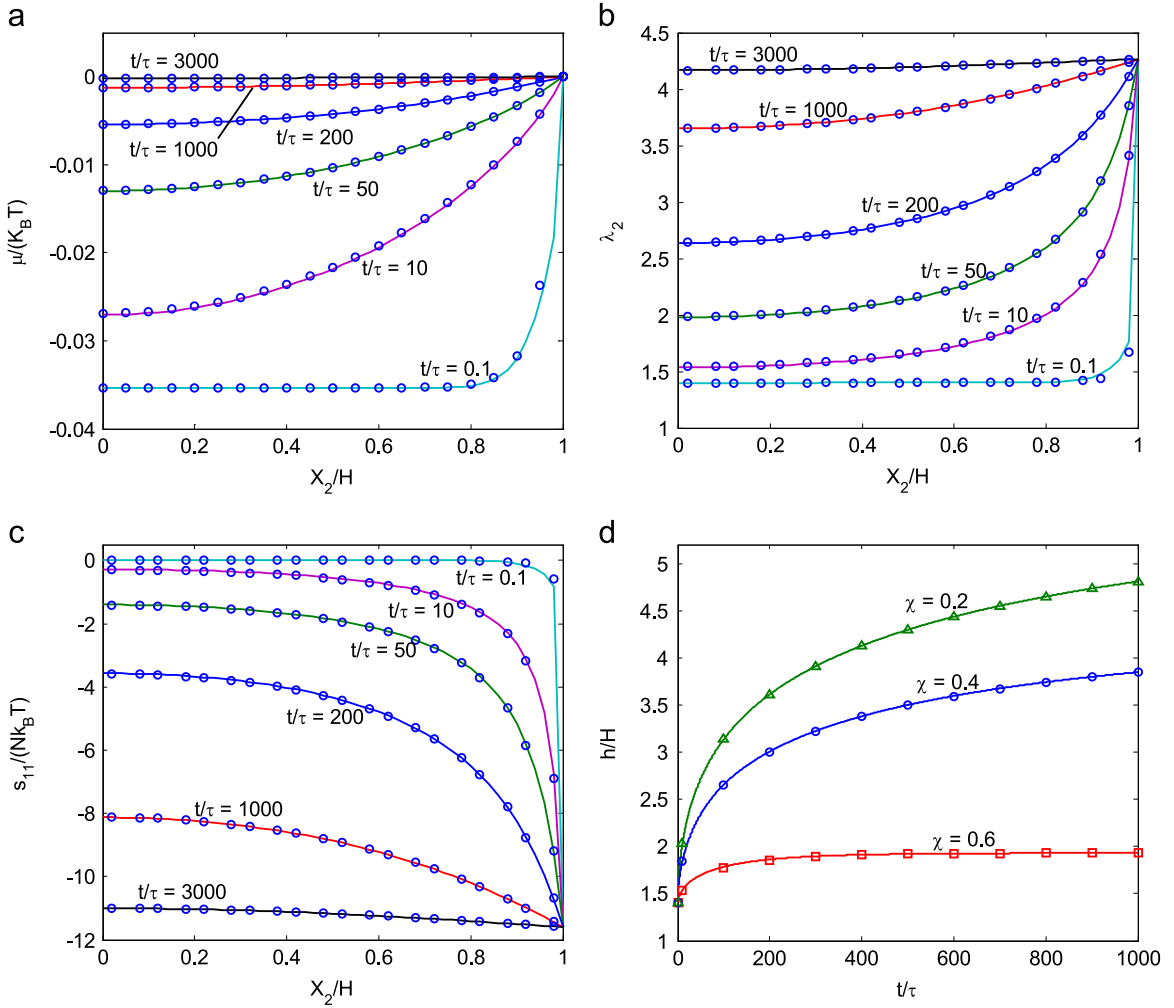 a
t/τ = 3000
t/τ = 200
t/τ = 1000
t/τ = 50
t/τ = 10
t/τ = 0.1
0
-0.01
-0.02
-0.03
-0.04
μ/(K_B T)
0 0.2 0.4 0.6 0.8 1
X_2/H
b
t/τ = 3000
t/τ = 1000
t/τ = 200
t/τ = 50
t/τ = 10
t/τ = 0.1
4.5
4
3.5
3
2.5
2
1.5
1
λ_2
0 0.2 0.4 0.6 0.8 1
X_2/H
c
t/τ = 0.1
t/τ = 10
t/τ = 50
t/τ = 200
t/τ = 1000
t/τ = 3000
0
-2
-4
-6
-8
-10
-12
s_11/(Nk_BT)
0 0.2 0.4 0.6 0.8 1
X_2/H
d
χ = 0.2
χ = 0.4
χ = 0.6
5
4.5
4
3.5
3
2.5
2
1.5
1
h/H
0 200 400 600 800 1000
t/τ